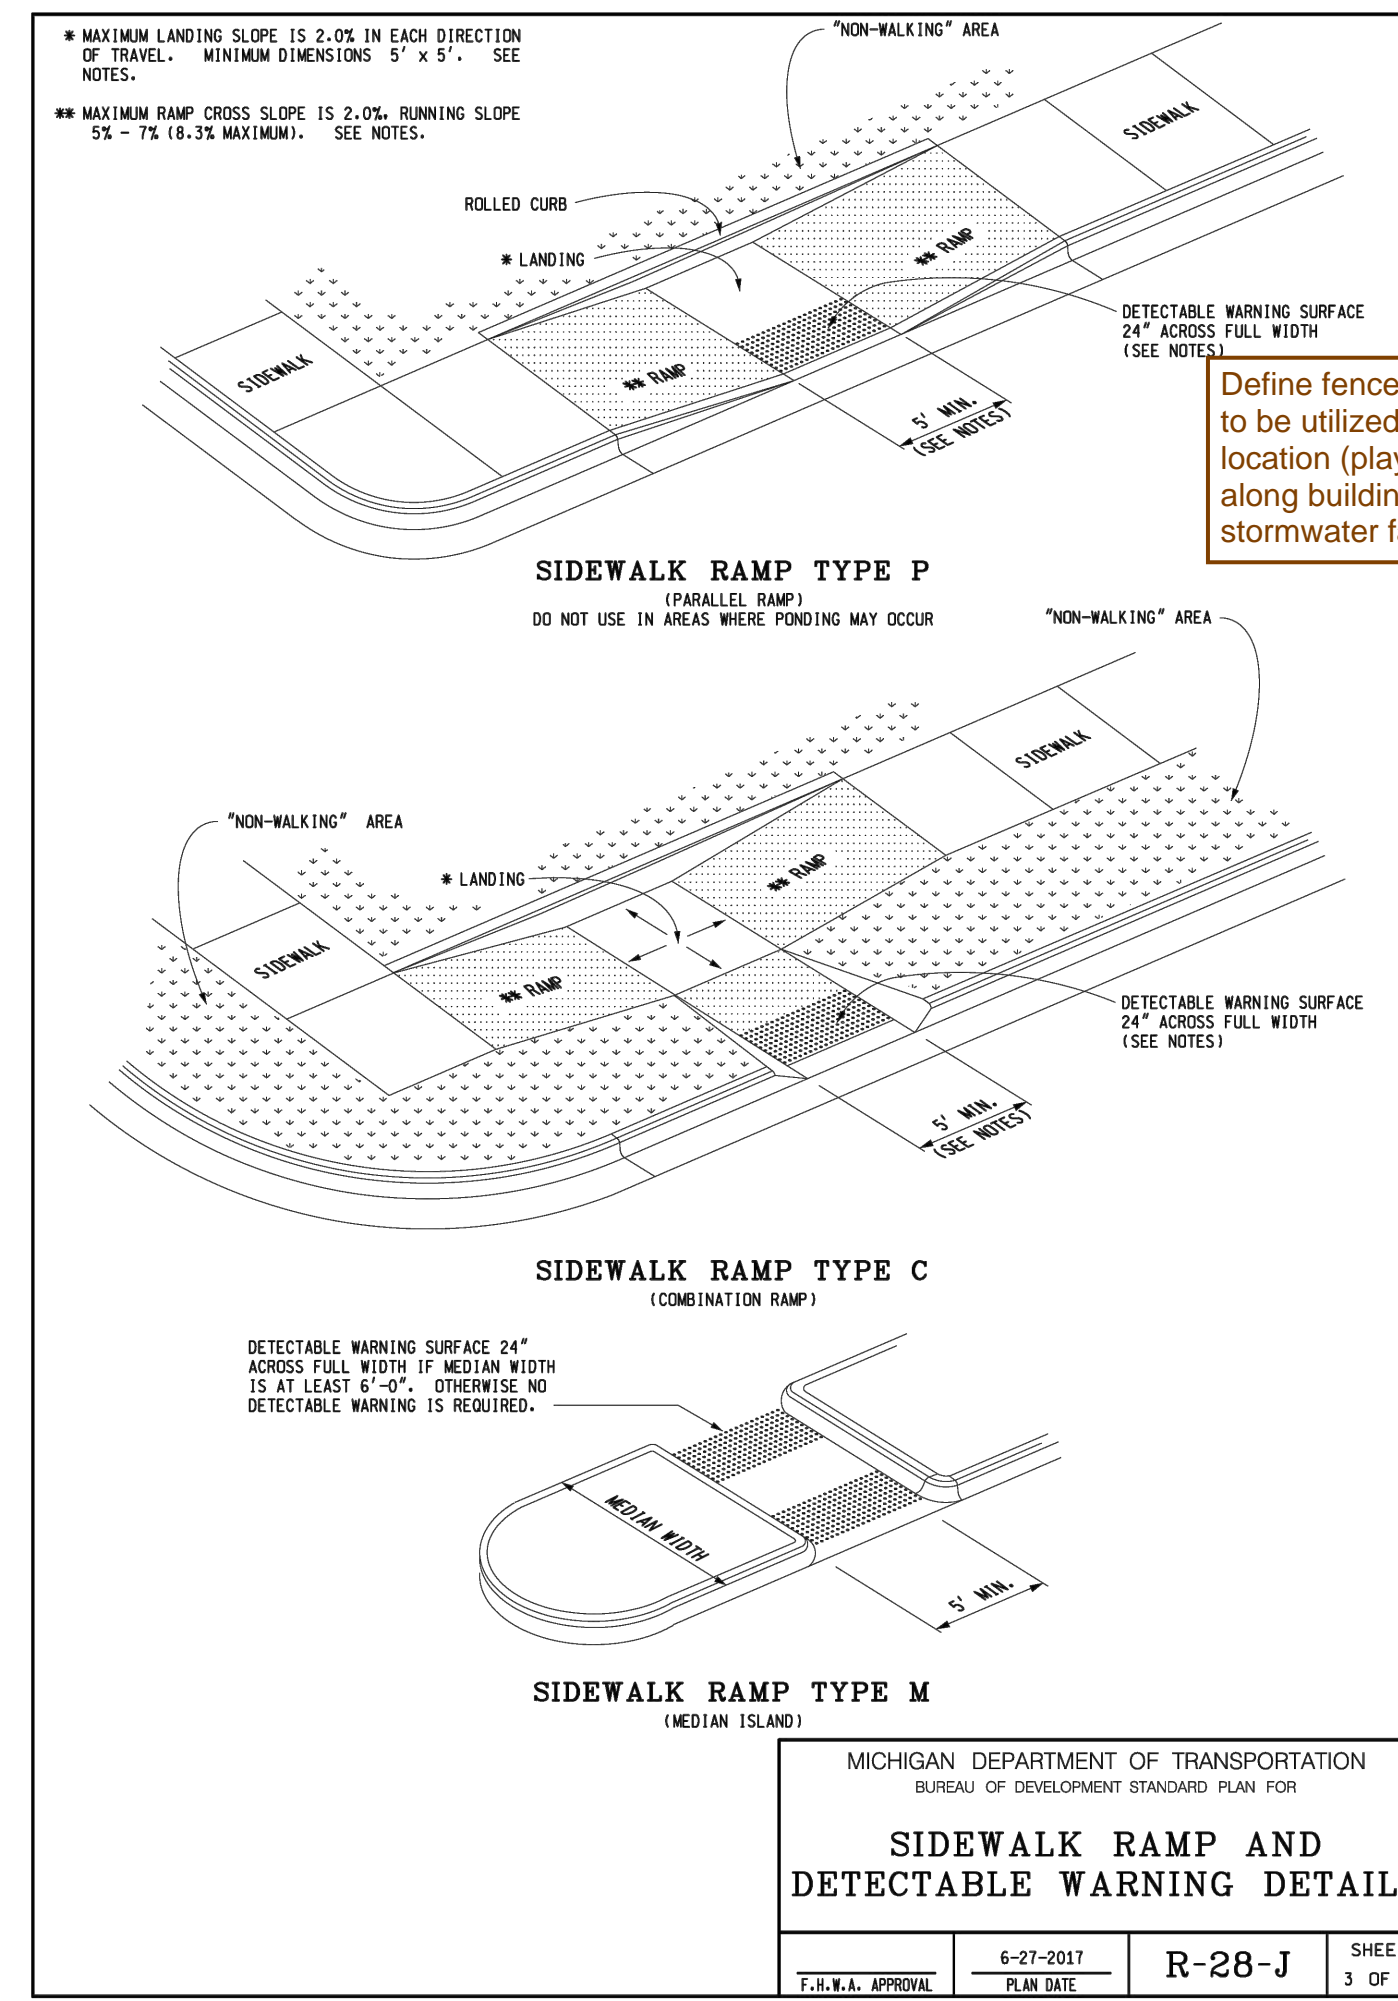 * MAXIMUM LANDING SLOPE IS 2.0% IN EACH DIRECTION
OF TRAVEL. MINIMUM DIMENSIONS 5' x 5'. SEE
NOTES.
** MAXIMUM RAMP CROSS SLOPE IS 2.0%, RUNNING SLOPE
5% - 7% (8.3% MAXIMUM). SEE NOTES.
"NON-WALKING" AREA
SIDEWALK
ROLLED CURB
* LANDING
** RAMP
DETECTABLE WARNING SURFACE
24" ACROSS FULL WIDTH
(SEE NOTES)
SIDEWALK
** RAMP
5' MIN.
(SEE NOTES)
Define fence
to be utilized
location (play
along buildin
stormwater f
SIDEWALK RAMP TYPE P
(PARALLEL RAMP)
DO NOT USE IN AREAS WHERE PONDING MAY OCCUR
"NON-WALKING" AREA
SIDEWALK
"NON-WALKING" AREA
* LANDING
** RAMP
SIDEWALK
** RAMP
DETECTABLE WARNING SURFACE
24" ACROSS FULL WIDTH
(SEE NOTES)
5' MIN.
(SEE NOTES)
SIDEWALK RAMP TYPE C
(COMBINATION RAMP)
DETECTABLE WARNING SURFACE 24"
ACROSS FULL WIDTH IF MEDIAN WIDTH
IS AT LEAST 6'-0". OTHERWISE NO
DETECTABLE WARNING IS REQUIRED.
MEDIAN WIDTH
5' MIN.
SIDEWALK RAMP TYPE M
(MEDIAN ISLAND)
MICHIGAN DEPARTMENT OF TRANSPORTATION
BUREAU OF DEVELOPMENT STANDARD PLAN FOR
SIDEWALK RAMP AND
DETECTABLE WARNING DETAIL
F.H.W.A. APPROVAL
6-27-2017
PLAN DATE
R-28-J
SHEE
3 OF